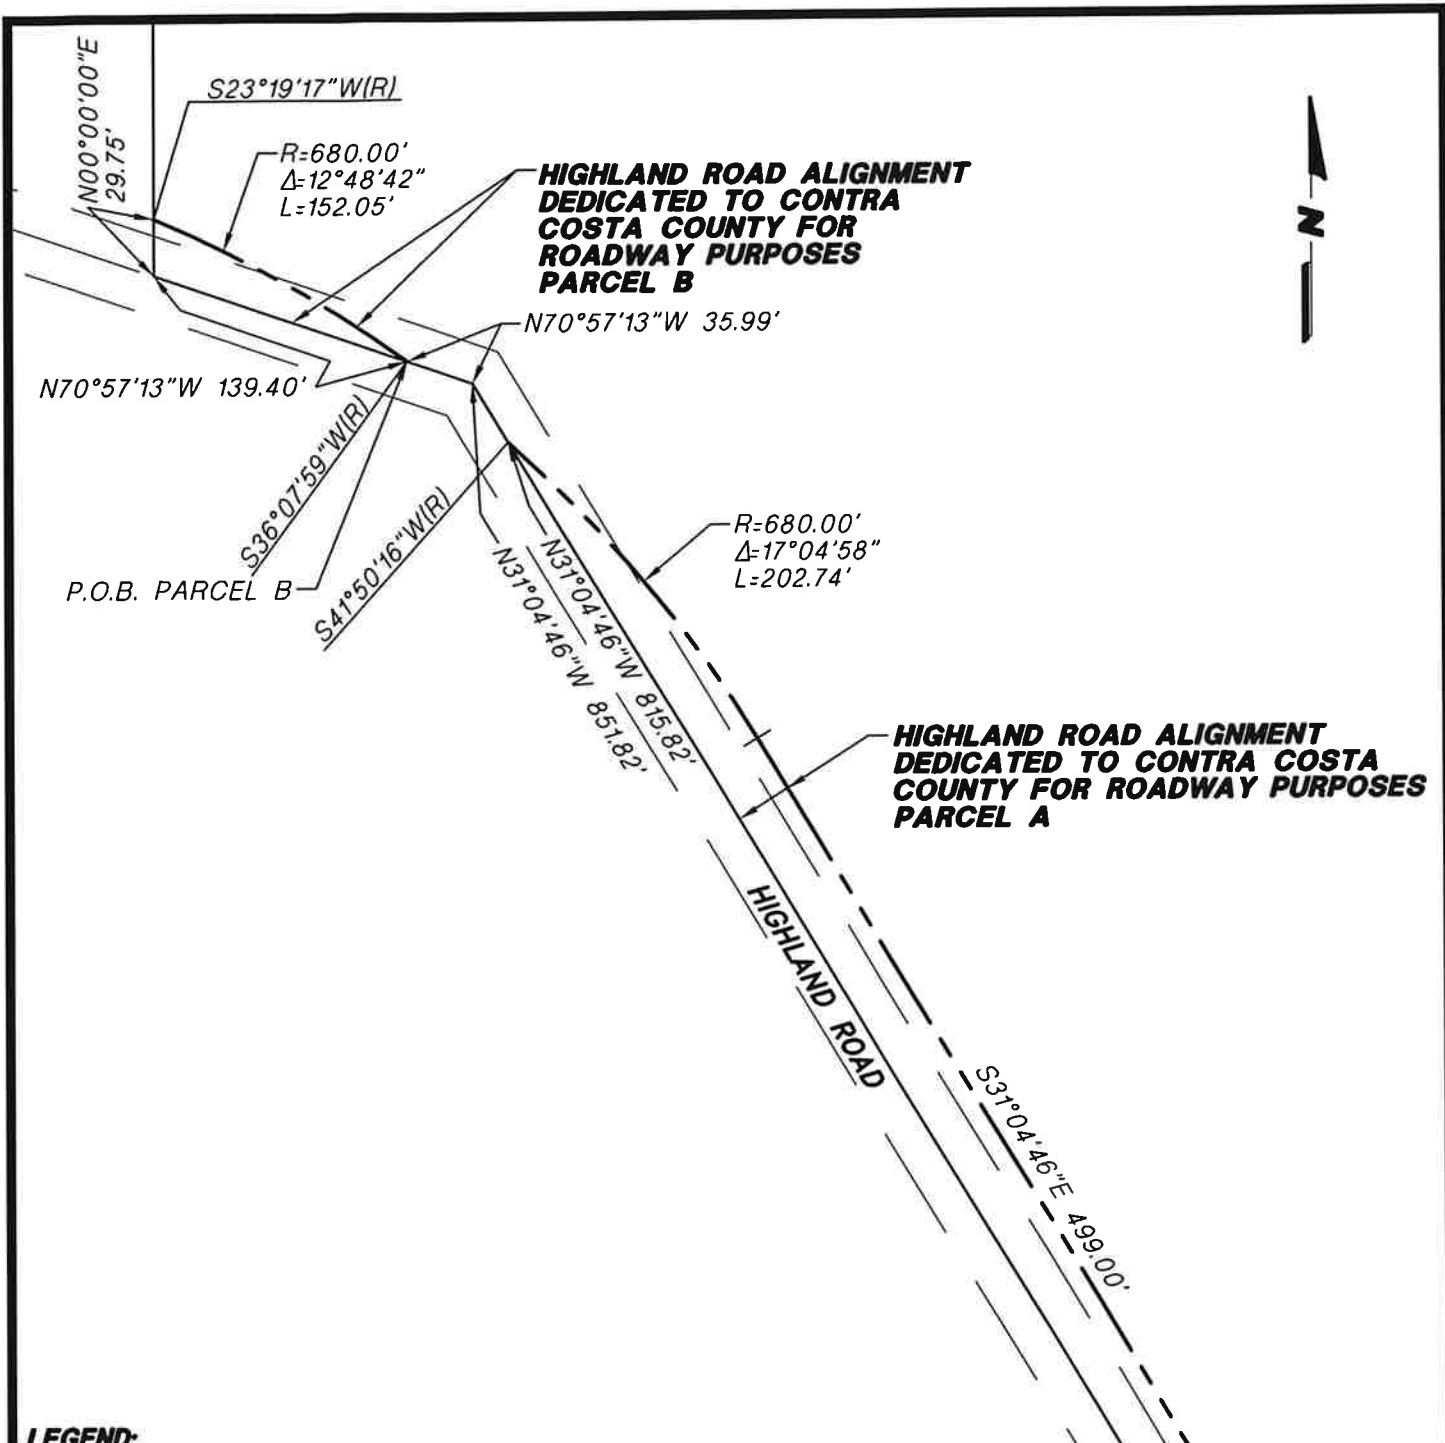 N00°00'00"E
29.75'
S23°19'17"W(R)
R=680.00'
Δ=12°48'42"
L=152.05'
HIGHLAND ROAD ALIGNMENT
DEDICATED TO CONTRA
COSTA COUNTY FOR
ROADWAY PURPOSES
PARCEL B
N
N70°57'13"W 35.99'
N70°57'13"W 139.40'
S36°07'59"W(R)
S41°50'16"W(R)
P.O.B. PARCEL B
N31°04'46"W 851.82'
N31°04'46"W 815.82'
R=680.00'
Δ=17°04'58"
L=202.74'
HIGHLAND ROAD ALIGNMENT
DEDICATED TO CONTRA COSTA
COUNTY FOR ROADWAY PURPOSES
PARCEL A
HIGHLAND ROAD
S31°04'46"E 499.00'
LEGEND: